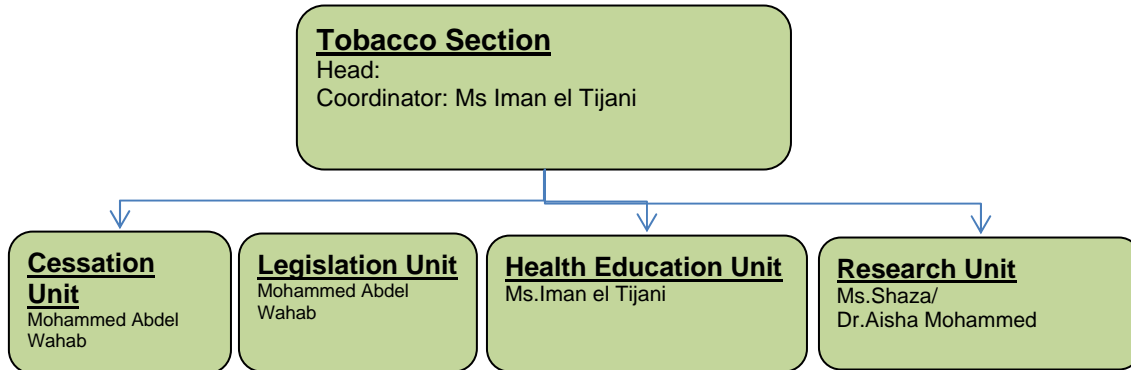 Tobacco Section
Head:
Coordinator: Ms Iman el Tijani
Cessation
Unit
Mohammed Abdel
Wahab
Legislation Unit
Mohammed Abdel
Wahab
Health Education Unit
Ms.Iman el Tijani
Research Unit
Ms.Shaza/
Dr.Aisha Mohammed